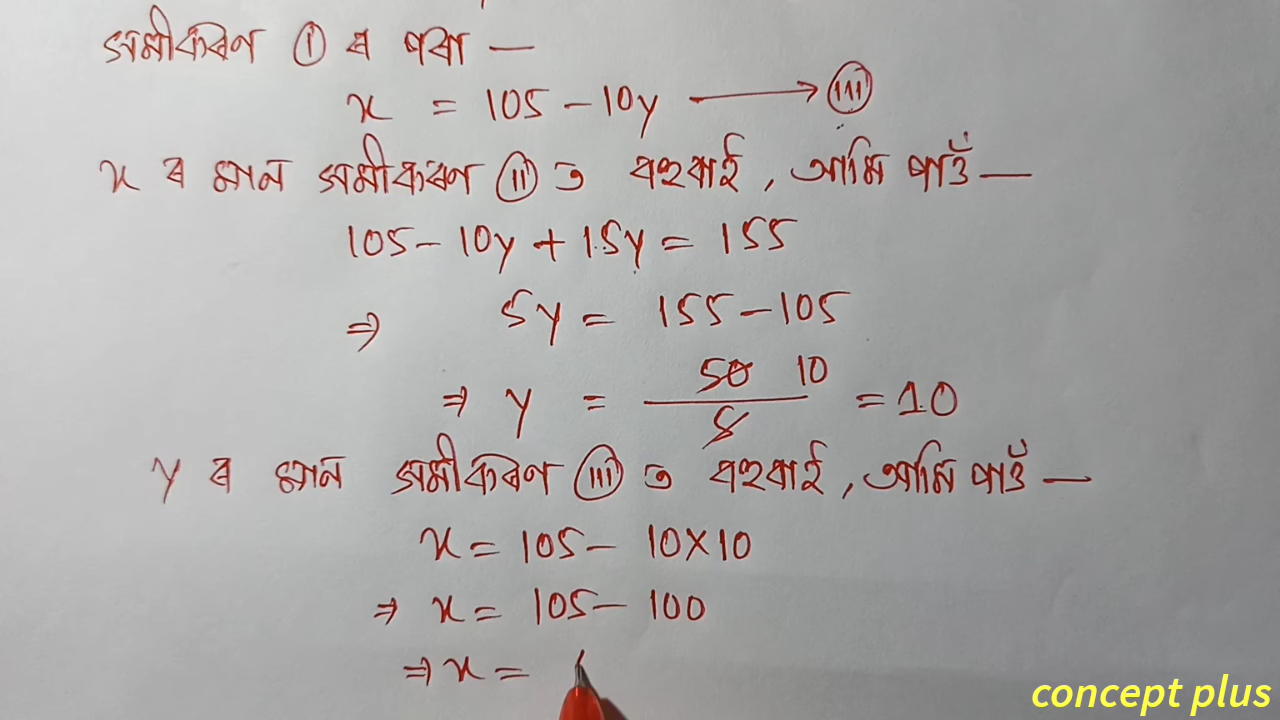 সমীকৰণ (i) ৰ পৰা —
x = 105 - 10y ⟶ (iii)
x ৰ মান সমীকৰণ (ii) ত বহুৱাই, আমি পাওঁ —
105 - 10y + 15y = 155
⇒ 5y = 155 - 105
⇒ y = 50 10 / 5 = 10
y ৰ মান সমীকৰণ (iii) ত বহুৱাই, আমি পাওঁ —
x = 105 - 10×10
⇒ x = 105 - 100
⇒ x =
concept plus